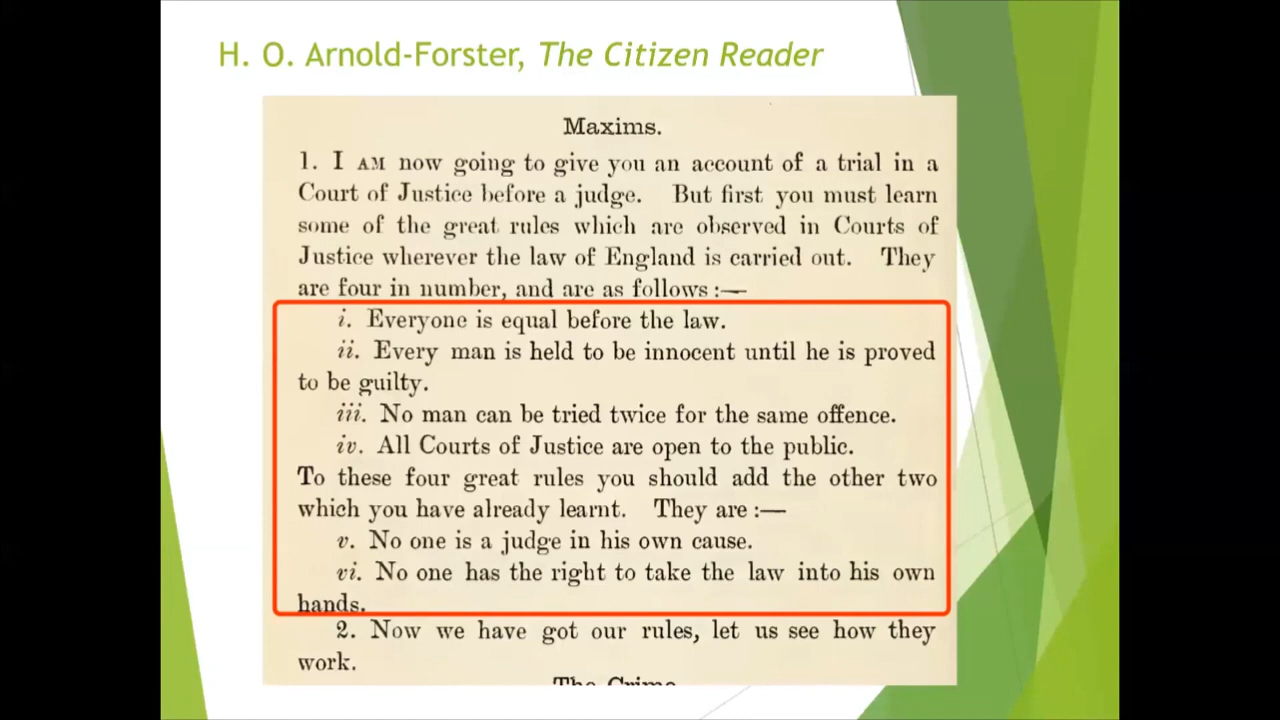 H. O. Arnold-Forster, The Citizen Reader
Maxims.
1. I AM now going to give you an account of a trial in a
Court of Justice before a judge. But first you must learn
some of the great rules which are observed in Courts of
Justice wherever the law of England is carried out. They
are four in number, and are as follows :—
i. Everyone is equal before the law.
ii. Every man is held to be innocent until he is proved
to be guilty.
iii. No man can be tried twice for the same offence.
iv. All Courts of Justice are open to the public.
To these four great rules you should add the other two
which you have already learnt. They are :—
v. No one is a judge in his own cause.
vi. No one has the right to take the law into his own
hands.
2. Now we have got our rules, let us see how they
work.
The Crime